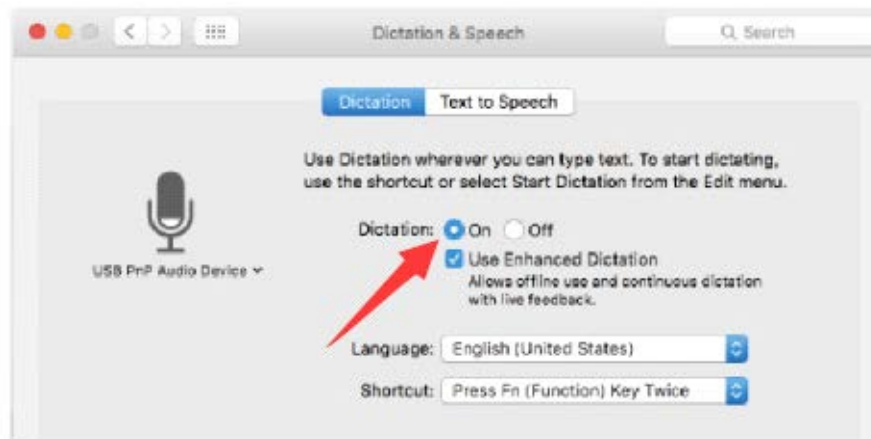 Dictation & Speech
Search
Dictation Text to Speech
Use Dictation wherever you can type text. To start dictating,
use the shortcut or select Start Dictation from the Edit menu.
Dictation: On Off
Use Enhanced Dictation
Allows offline use and continuous dictation
with live feedback.
USB PnP Audio Device
Language: English (United States)
Shortcut: Press Fn (Function) Key Twice